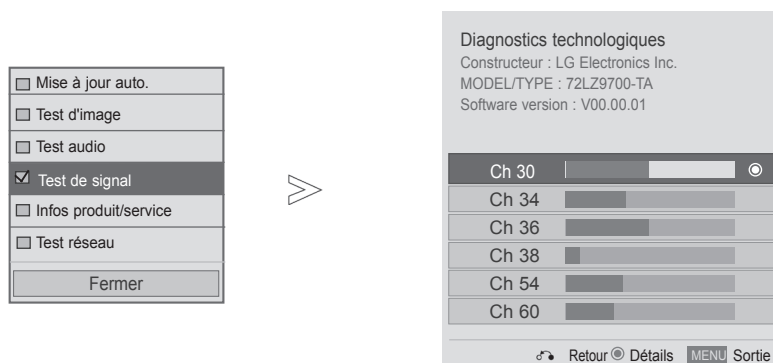 Mise à jour auto.
Test d'image
Test audio
Test de signal
Infos produit/service
Test réseau
Fermer
Diagnostics technologiques
Constructeur : LG Electronics Inc.
MODEL/TYPE : 72LZ9700-TA
Software version : V00.00.01
Ch 30
Ch 34
Ch 36
Ch 38
Ch 54
Ch 60
Retour Détails MENU Sortie